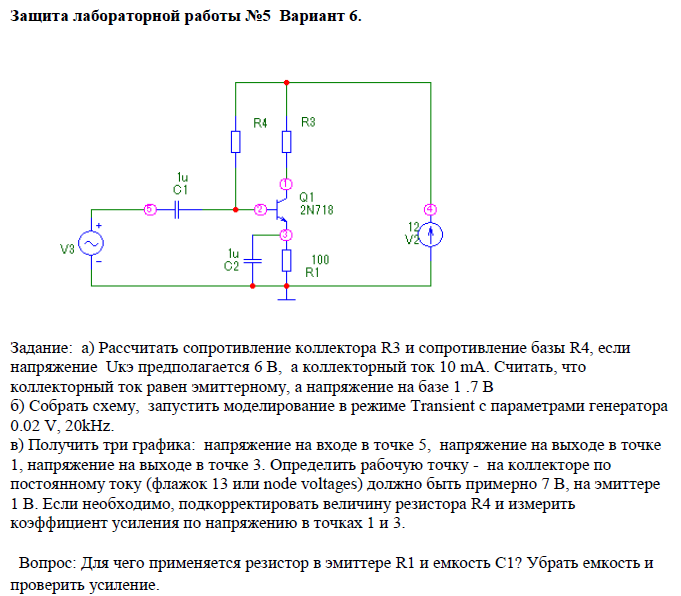 Защита лабораторной работы №5 Вариант 6.
R4
R3
1u
C1
1
Q1
2N718
5
2
4
12
V2
V3
+
-
3
1u
C2
100
R1
Задание: а) Рассчитать сопротивление коллектора R3 и сопротивление базы R4, если
напряжение Uкэ предполагается 6 В, а коллекторный ток 10 mA. Считать, что
коллекторный ток равен эмиттерному, а напряжение на базе 1 .7 В
б) Собрать схему, запустить моделирование в режиме Transient с параметрами генератора
0.02 V, 20kHz.
в) Получить три графика: напряжение на входе в точке 5, напряжение на выходе в точке
1, напряжение на выходе в точке 3. Определить рабочую точку - на коллекторе по
постоянному току (флажок 13 или node voltages) должно быть примерно 7 В, на эмиттере
1 В. Если необходимо, подкорректировать величину резистора R4 и измерить
коэффициент усиления по напряжению в точках 1 и 3.
Вопрос: Для чего применяется резистор в эмиттере R1 и емкость С1? Убрать емкость и
проверить усиление.